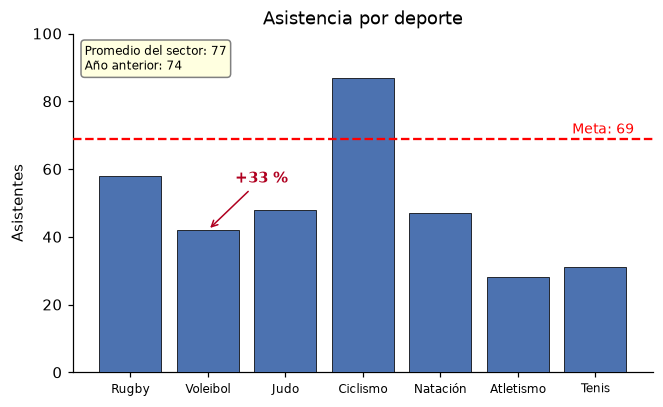 Asistencia por deporte
100
80
60
40
20
0
Asistentes
Promedio del sector: 77
Año anterior: 74
Meta: 69
+33 %
Rugby
Voleibol
Judo
Ciclismo
Natación
Atletismo
Tenis